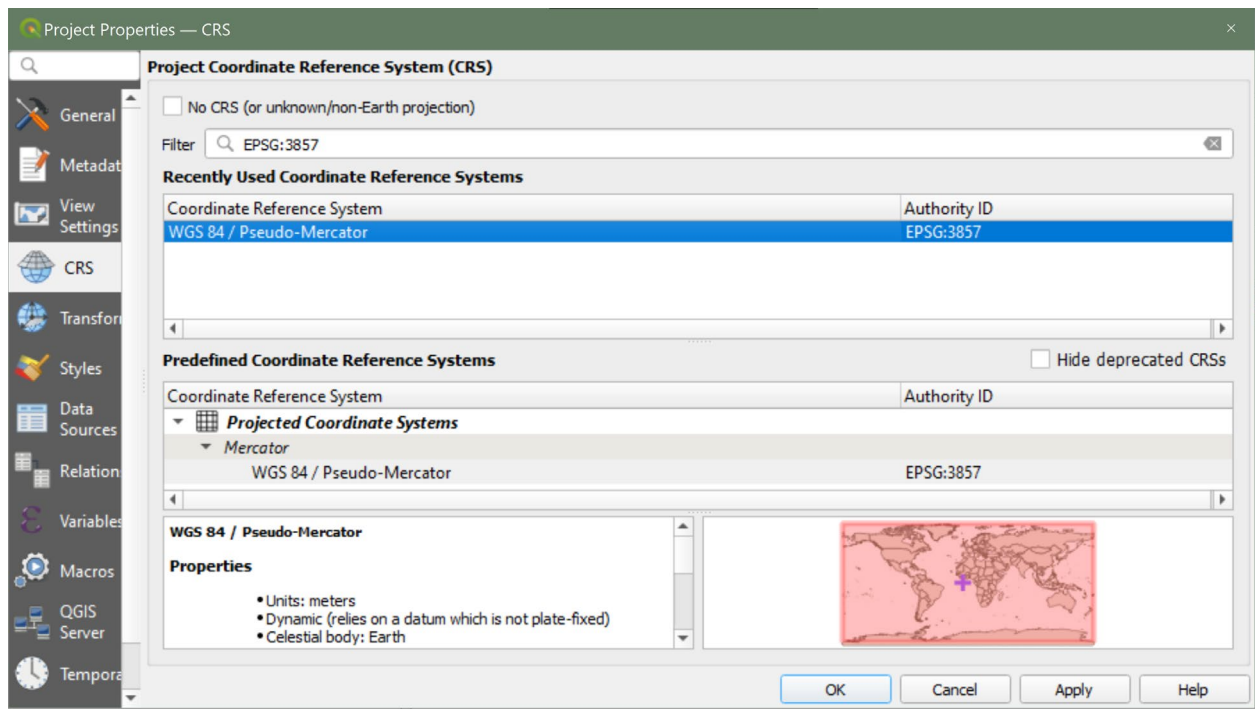 Project Properties — CRS
Project Coordinate Reference System (CRS)
General
Metadat
View
Settings
CRS
Transforr
Styles
Data
Sources
Relation
Variables
Macros
QGIS
Server
Tempora
No CRS (or unknown/non-Earth projection)
Filter EPSG:3857
Recently Used Coordinate Reference Systems
Coordinate Reference System Authority ID
WGS 84 / Pseudo-Mercator EPSG:3857
Predefined Coordinate Reference Systems Hide deprecated CRSs
Coordinate Reference System Authority ID
Projected Coordinate Systems
Mercator
WGS 84 / Pseudo-Mercator EPSG:3857
WGS 84 / Pseudo-Mercator
Properties
•Units: meters
•Dynamic (relies on a datum which is not plate-fixed)
•Celestial body: Earth
OK Cancel Apply Help